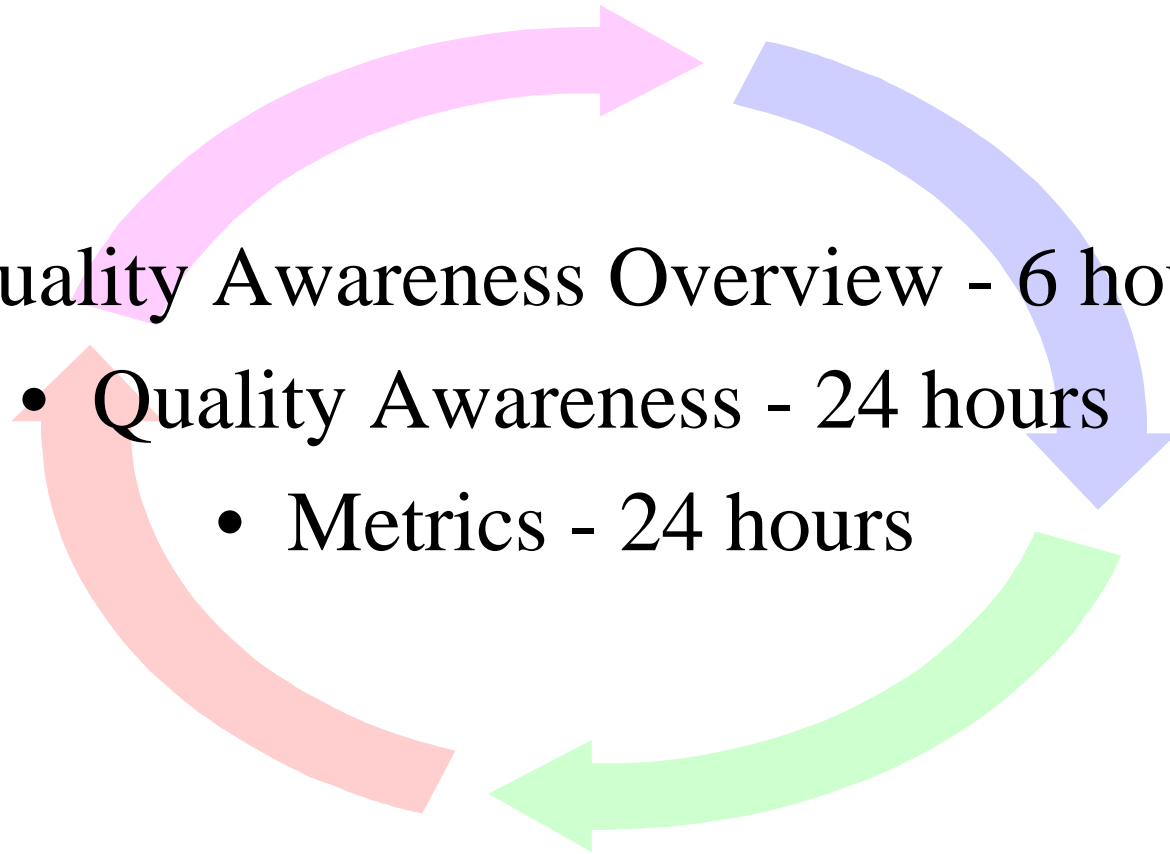 uality Awareness Overview - 6 ho
• Quality Awareness - 24 hours
• Metrics - 24 hours